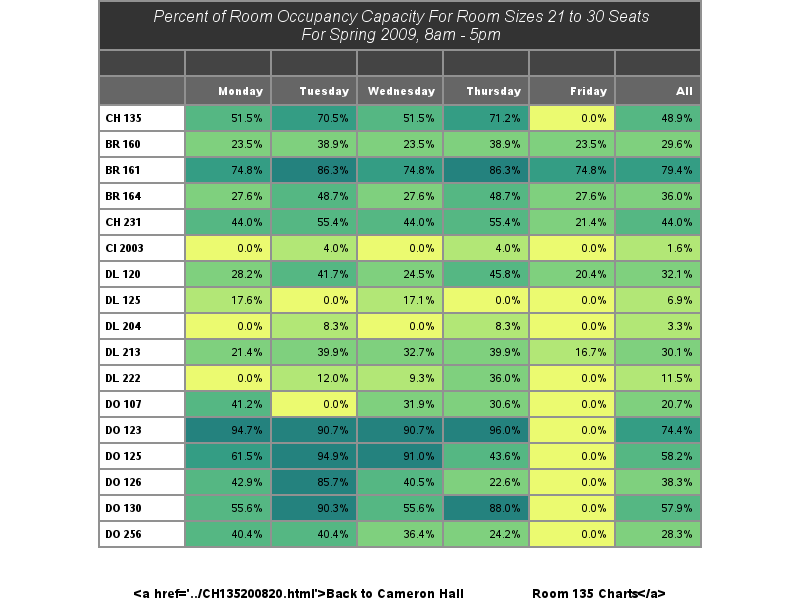 Percent of Room Occupancy Capacity For Room Sizes 21 to 30 Seats
For Spring 2009, 8am - 5pm
Monday Tuesday Wednesday Thursday Friday All
CH 135 51.5% 70.5% 51.5% 71.2% 0.0% 48.9%
BR 160 23.5% 38.9% 23.5% 38.9% 23.5% 29.6%
BR 161 74.8% 86.3% 74.8% 86.3% 74.8% 79.4%
BR 164 27.6% 48.7% 27.6% 48.7% 27.6% 36.0%
CH 231 44.0% 55.4% 44.0% 55.4% 21.4% 44.0%
CI 2003 0.0% 4.0% 0.0% 4.0% 0.0% 1.6%
DL 120 28.2% 41.7% 24.5% 45.8% 20.4% 32.1%
DL 125 17.6% 0.0% 17.1% 0.0% 0.0% 6.9%
DL 204 0.0% 8.3% 0.0% 8.3% 0.0% 3.3%
DL 213 21.4% 39.9% 32.7% 39.9% 16.7% 30.1%
DL 222 0.0% 12.0% 9.3% 36.0% 0.0% 11.5%
DO 107 41.2% 0.0% 31.9% 30.6% 0.0% 20.7%
DO 123 94.7% 90.7% 90.7% 96.0% 0.0% 74.4%
DO 125 61.5% 94.9% 91.0% 43.6% 0.0% 58.2%
DO 126 42.9% 85.7% 40.5% 22.6% 0.0% 38.3%
DO 130 55.6% 90.3% 55.6% 88.0% 0.0% 57.9%
DO 256 40.4% 40.4% 36.4% 24.2% 0.0% 28.3%
<a href='../CH135200820.html'>Back to Cameron Hall Room 135 Charts</a>